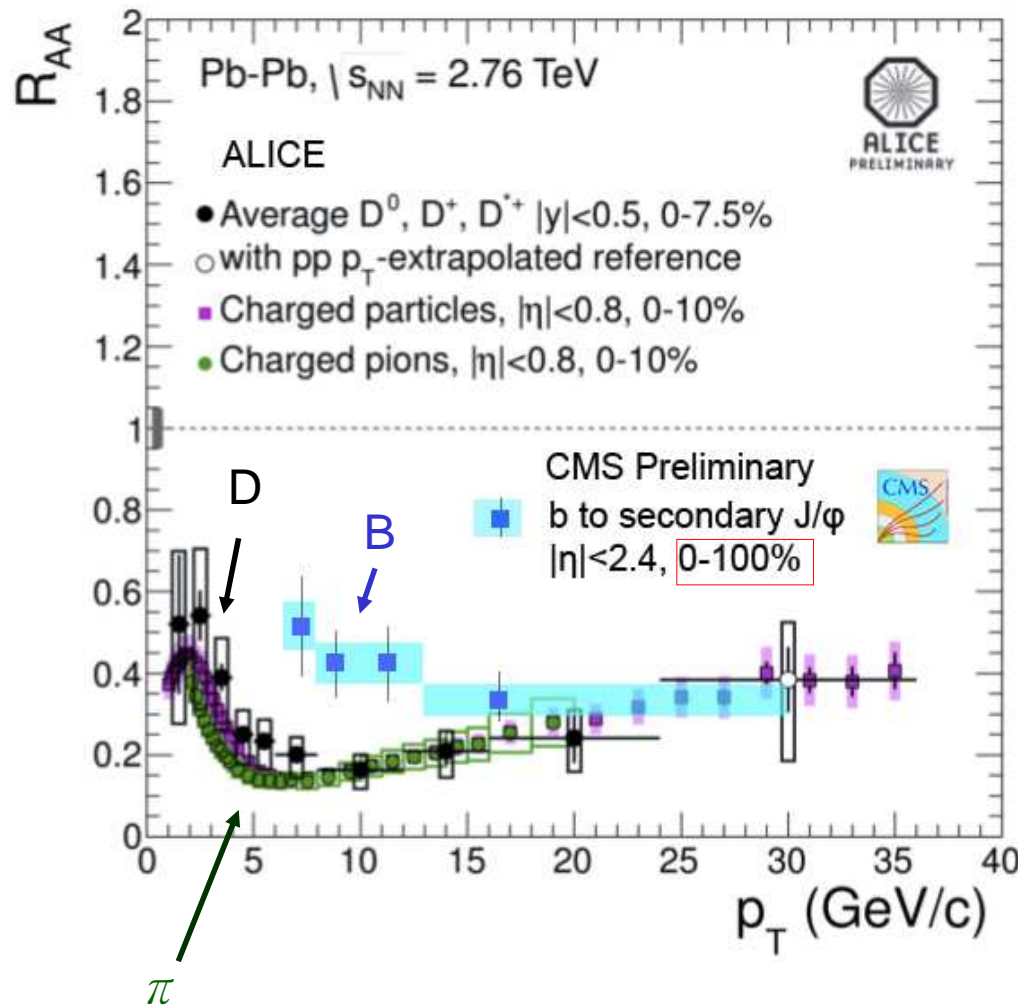 R_AA
2
1.8
1.6
1.4
1.2
1
0.8
0.6
0.4
0.2
0
Pb-Pb, √s_NN = 2.76 TeV
ALICE
PRELIMINARY
ALICE
Average D^0, D^+, D^*+ |y|<0.5, 0-7.5%
with pp p_T-extrapolated reference
Charged particles, |η|<0.8, 0-10%
Charged pions, |η|<0.8, 0-10%
CMS Preliminary
b to secondary J/φ
|η|<2.4, 0-100%
CMS
D
B
π
0 5 10 15 20 25 30 35 40
p_T (GeV/c)